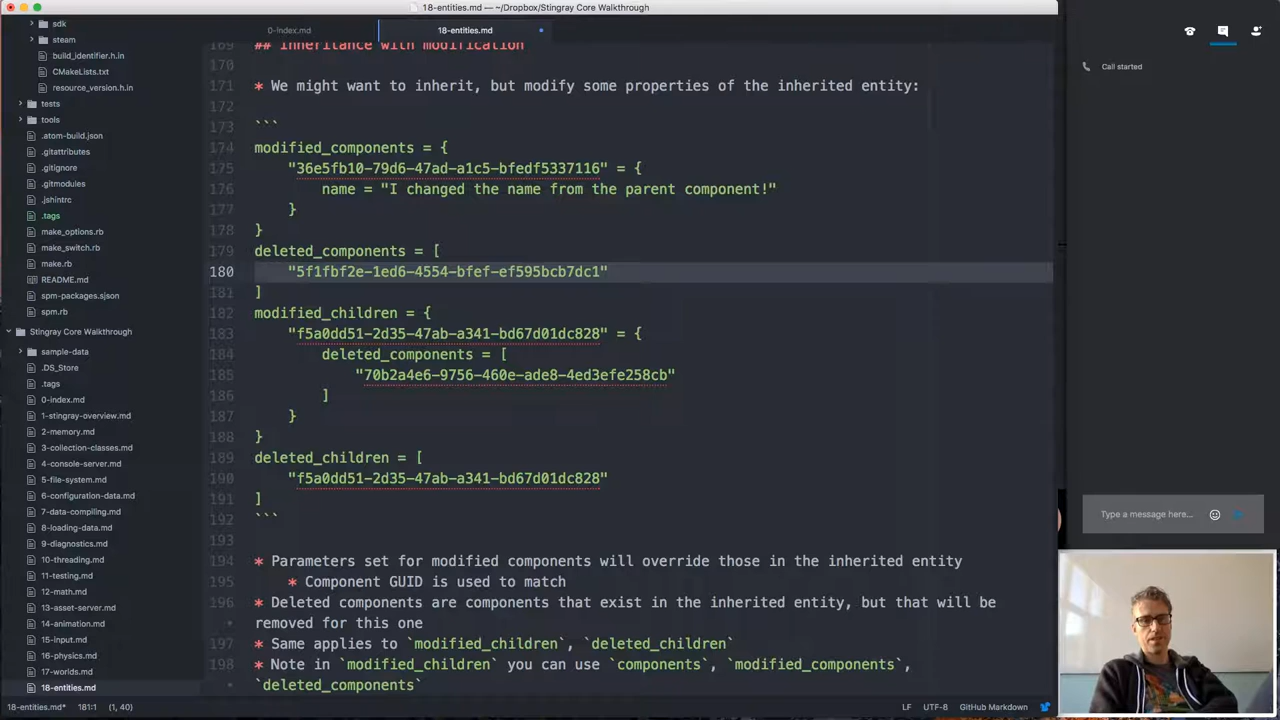 18-entities.md — ~/Dropbox/Stingray Core Walkthrough
0-index.md
18-entities.md
sdk
steam
build_identifier.h.in
CMakeLists.txt
resource_version.h.in
tests
tools
.atom-build.json
.gitattributes
.gitignore
.gitmodules
.jshintrc
.tags
make_options.rb
make_switch.rb
make.rb
README.md
spm-packages.sjson
spm.rb
Stingray Core Walkthrough
sample-data
.DS_Store
.tags
0-index.md
1-stingray-overview.md
2-memory.md
3-collection-classes.md
4-console-server.md
5-file-system.md
6-configuration-data.md
7-data-compiling.md
8-loading-data.md
9-diagnostics.md
10-threading.md
11-testing.md
12-math.md
13-asset-server.md
14-animation.md
15-input.md
16-physics.md
17-worlds.md
18-entities.md
169 ## Inheritance with modification
170
171 * We might want to inherit, but modify some properties of the inherited entity:
172
173 ```
174 modified_components = {
175 "36e5fb10-79d6-47ad-a1c5-bfedf5337116" = {
176 name = "I changed the name from the parent component!"
177 }
178 }
179 deleted_components = [
180 "5f1fbf2e-1ed6-4554-bfef-ef595bcb7dc1"
181 ]
182 modified_children = {
183 "f5a0dd51-2d35-47ab-a341-bd67d01dc828" = {
184 deleted_components = [
185 "70b2a4e6-9756-460e-ade8-4ed3efe258cb"
186 ]
187 }
188 }
189 deleted_children = [
190 "f5a0dd51-2d35-47ab-a341-bd67d01dc828"
191 ]
192 ```
193
194 * Parameters set for modified components will override those in the inherited entity
195 * Component GUID is used to match
196 * Deleted components are components that exist in the inherited entity, but that will be
removed for this one
197 * Same applies to `modified_children`, `deleted_children`
198 * Note in `modified_children` you can use `components`, `modified_components`,
`deleted_components`
18-entities.md* 181:1 (1, 40)
LF UTF-8 GitHub Markdown
Call started
Type a message here...